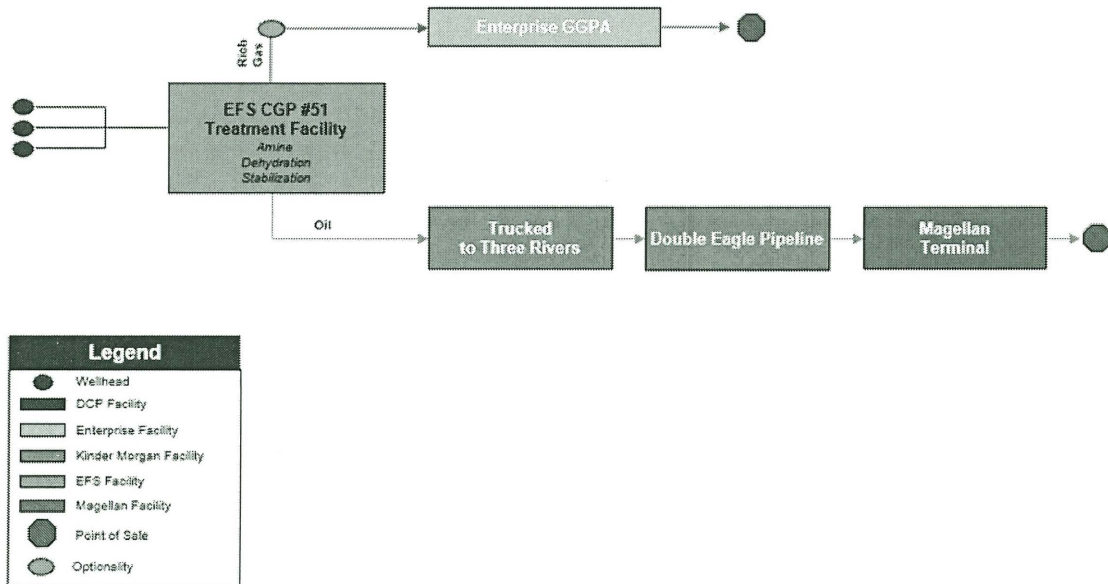 Rich
Gas
Enterprise GGPA
EFS CGP #51
Treatment Facility
Amine
Dehydration
Stabilization
Oil
Trucked
to Three Rivers
Double Eagle Pipeline
Magellan
Terminal
Legend
Wellhead
DCP Facility
Enterprise Facility
Kinder Morgan Facility
EFS Facility
Magellan Facility
Point of Sale
Optionality